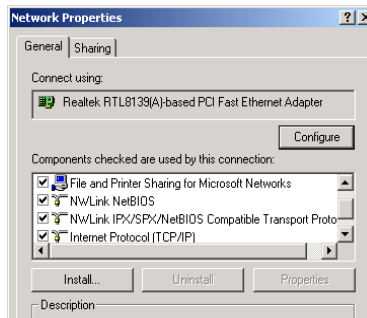 Network Properties
General Sharing
Connect using:
Realtek RTL8139(A)-based PCI Fast Ethernet Adapter
Configure
Components checked are used by this connection:
File and Printer Sharing for Microsoft Networks
NWLink NetBIOS
NWLink IPX/SPX/NetBIOS Compatible Transport Proto
Internet Protocol (TCP/IP)
Install... Uninstall Properties
Description